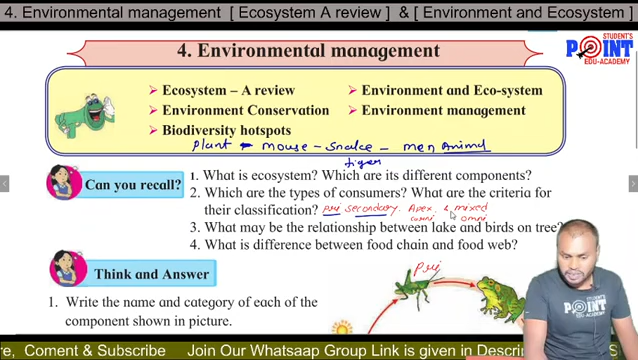 4. Environmental management [ Ecosystem A review ] & [ Environment and Ecosystem ]
STUDENT'S
POINT
EDU-ACADEMY
4. Environmental management
➢ Ecosystem – A review
➢ Environment and Eco-system
➢ Environment Conservation
➢ Environment management
➢ Biodiversity hotspots
plant - mouse - snake - men Animal
tiger
Can you recall?
1. What is ecosystem? Which are its different components?
2. Which are the types of consumers? What are the criteria for
their classification? pri secondary. Apex & mixed
carni omni
3. What may be the relationship between lake and birds on tree?
4. What is difference between food chain and food web?
Think and Answer
pri
1. Write the name and category of each of the
component shown in picture.
POINT
EDU-ACADEMY
re, Coment & Subscribe Join Our Whatsaap Group Link is given in Descri